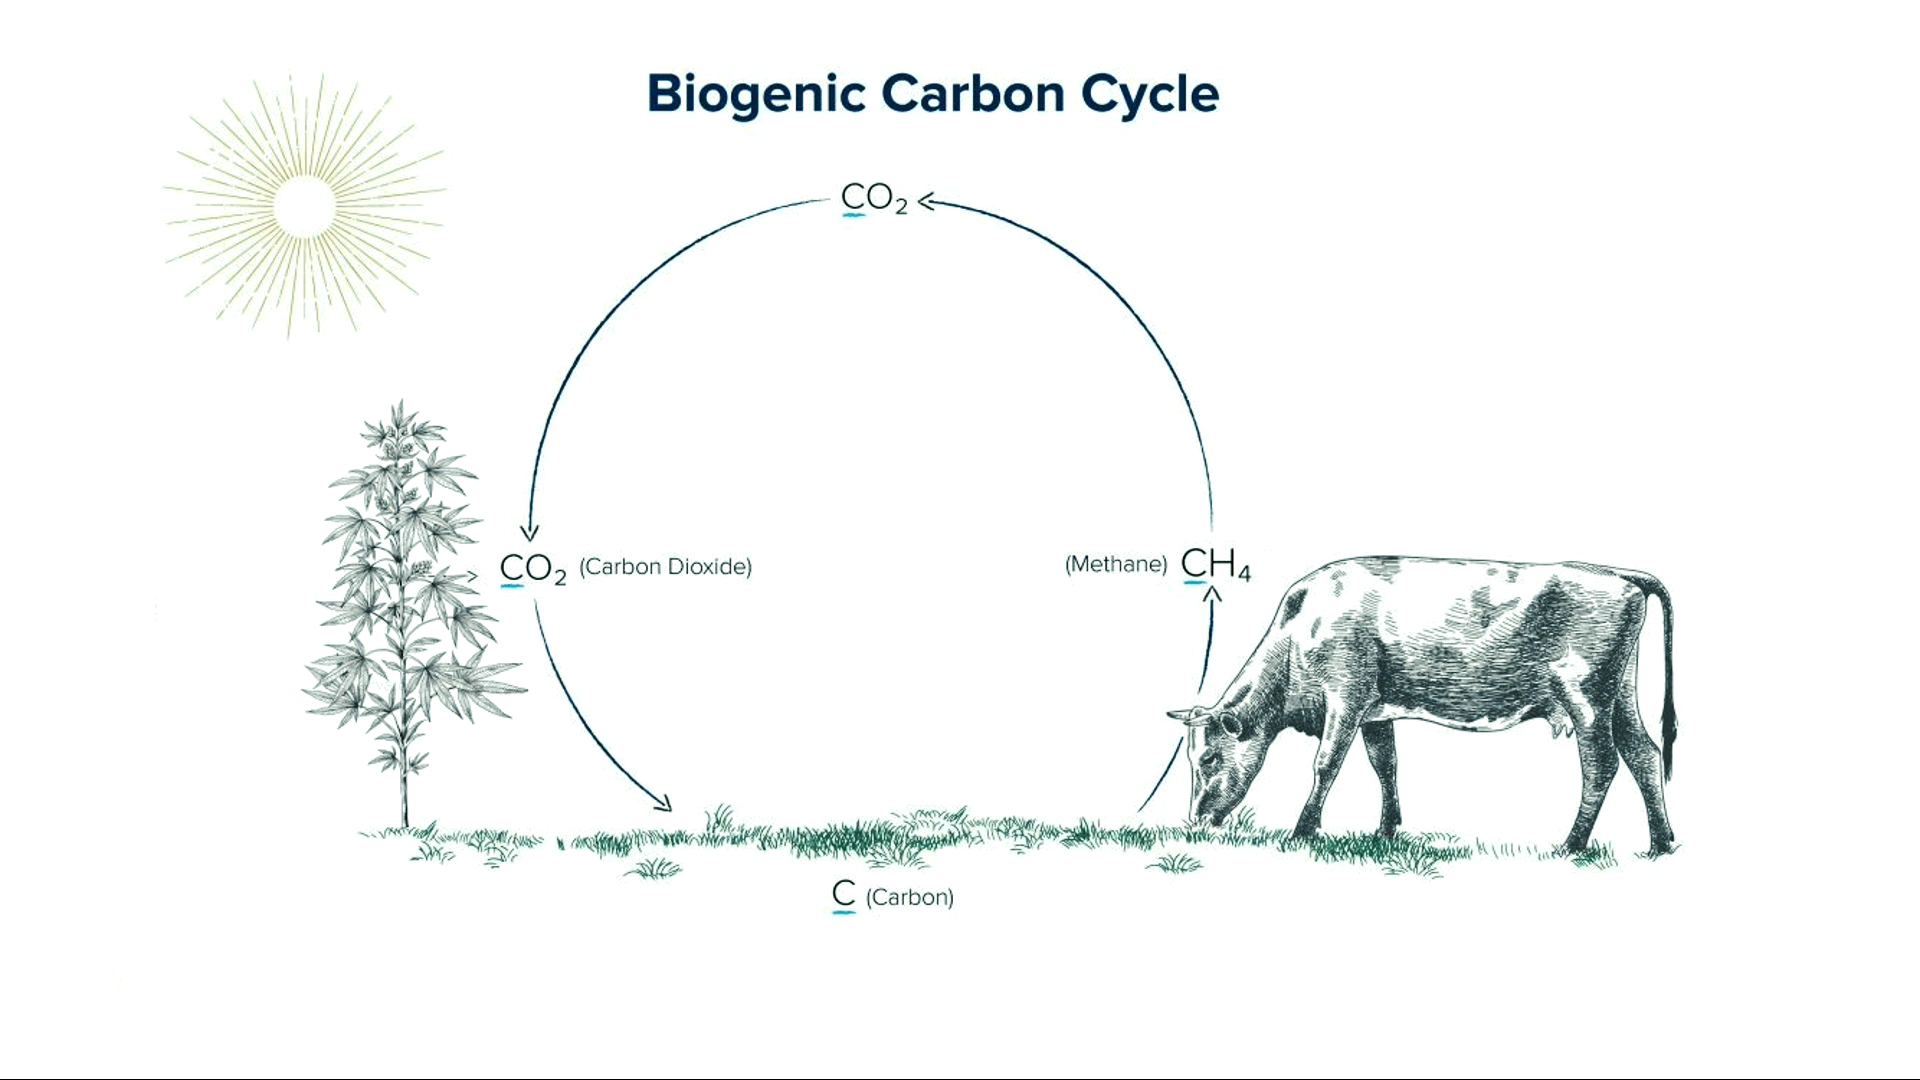 Biogenic Carbon Cycle
CO₂
CO₂ (Carbon Dioxide)
(Methane) CH₄
C (Carbon)